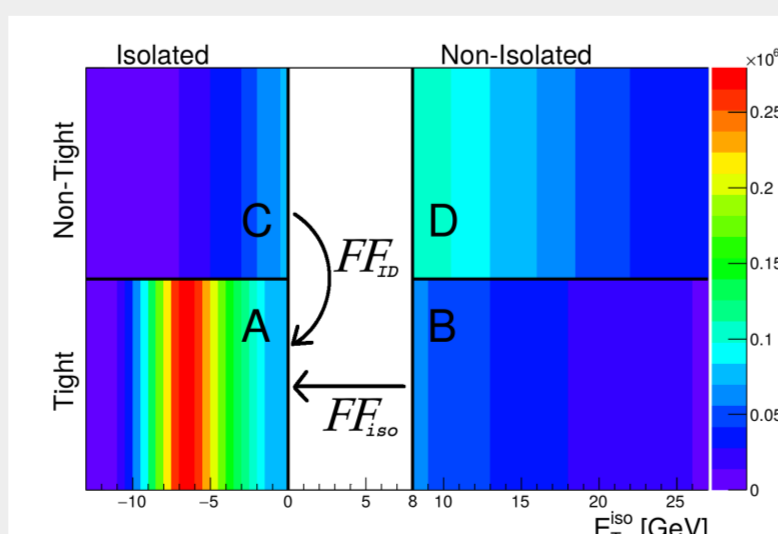 Isolated Non-Isolated
×10⁶
Non-Tight
Tight
C
D
A
B
FF_ID
FF_iso
0.25
0.2
0.15
0.1
0.05
0
−10 −5 0 5 8 10 15 20 25
E_T^iso [GeV]